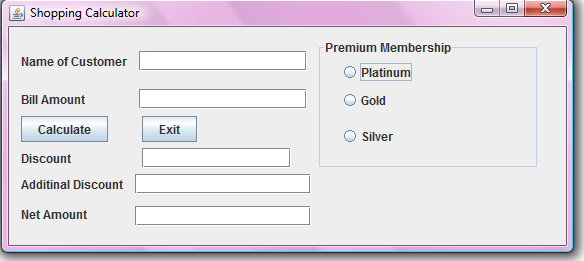 Shopping Calculator
Name of Customer
Bill Amount
Calculate Exit
Discount
Additinal Discount
Net Amount
Premium Membership
Platinum
Gold
Silver